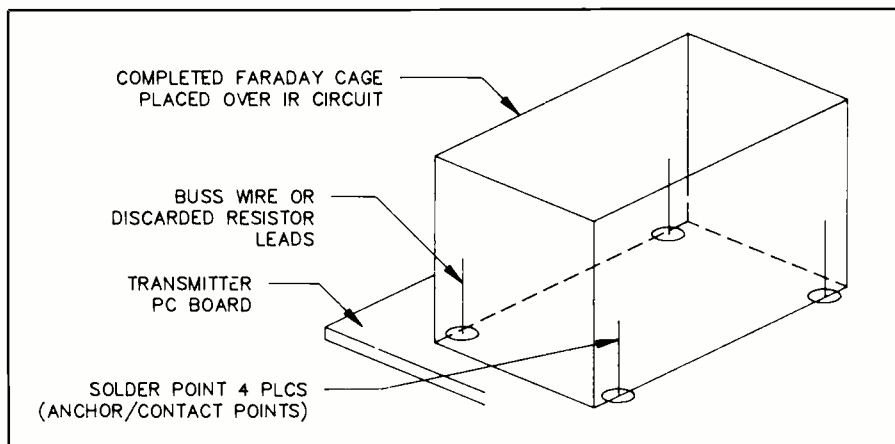 COMPLETED FARADAY CAGE
PLACED OVER IR CIRCUIT
BUSS WIRE OR
DISCARDED RESISTOR
LEADS
TRANSMITTER
PC BOARD
SOLDER POINT 4 PLCS
(ANCHOR/CONTACT POINTS)